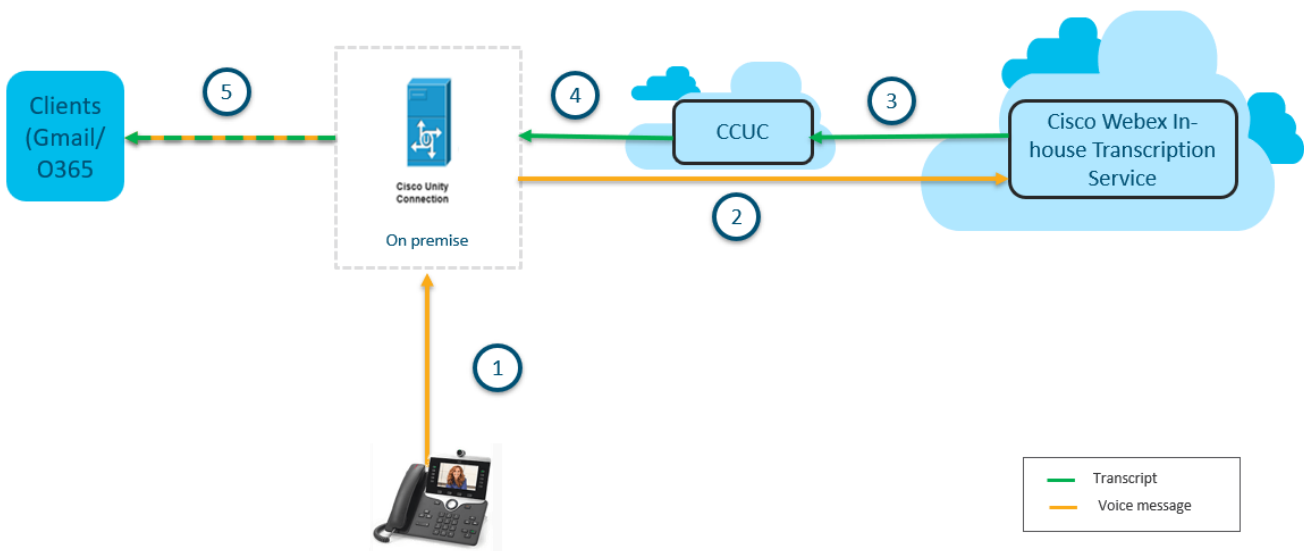 5
4
3
Clients
(Gmail/
O365
CCUC
Cisco Webex In-
house Transcription
Service
U
Cisco Unity
Connection
2
On premise
1
Transcript
Voice message